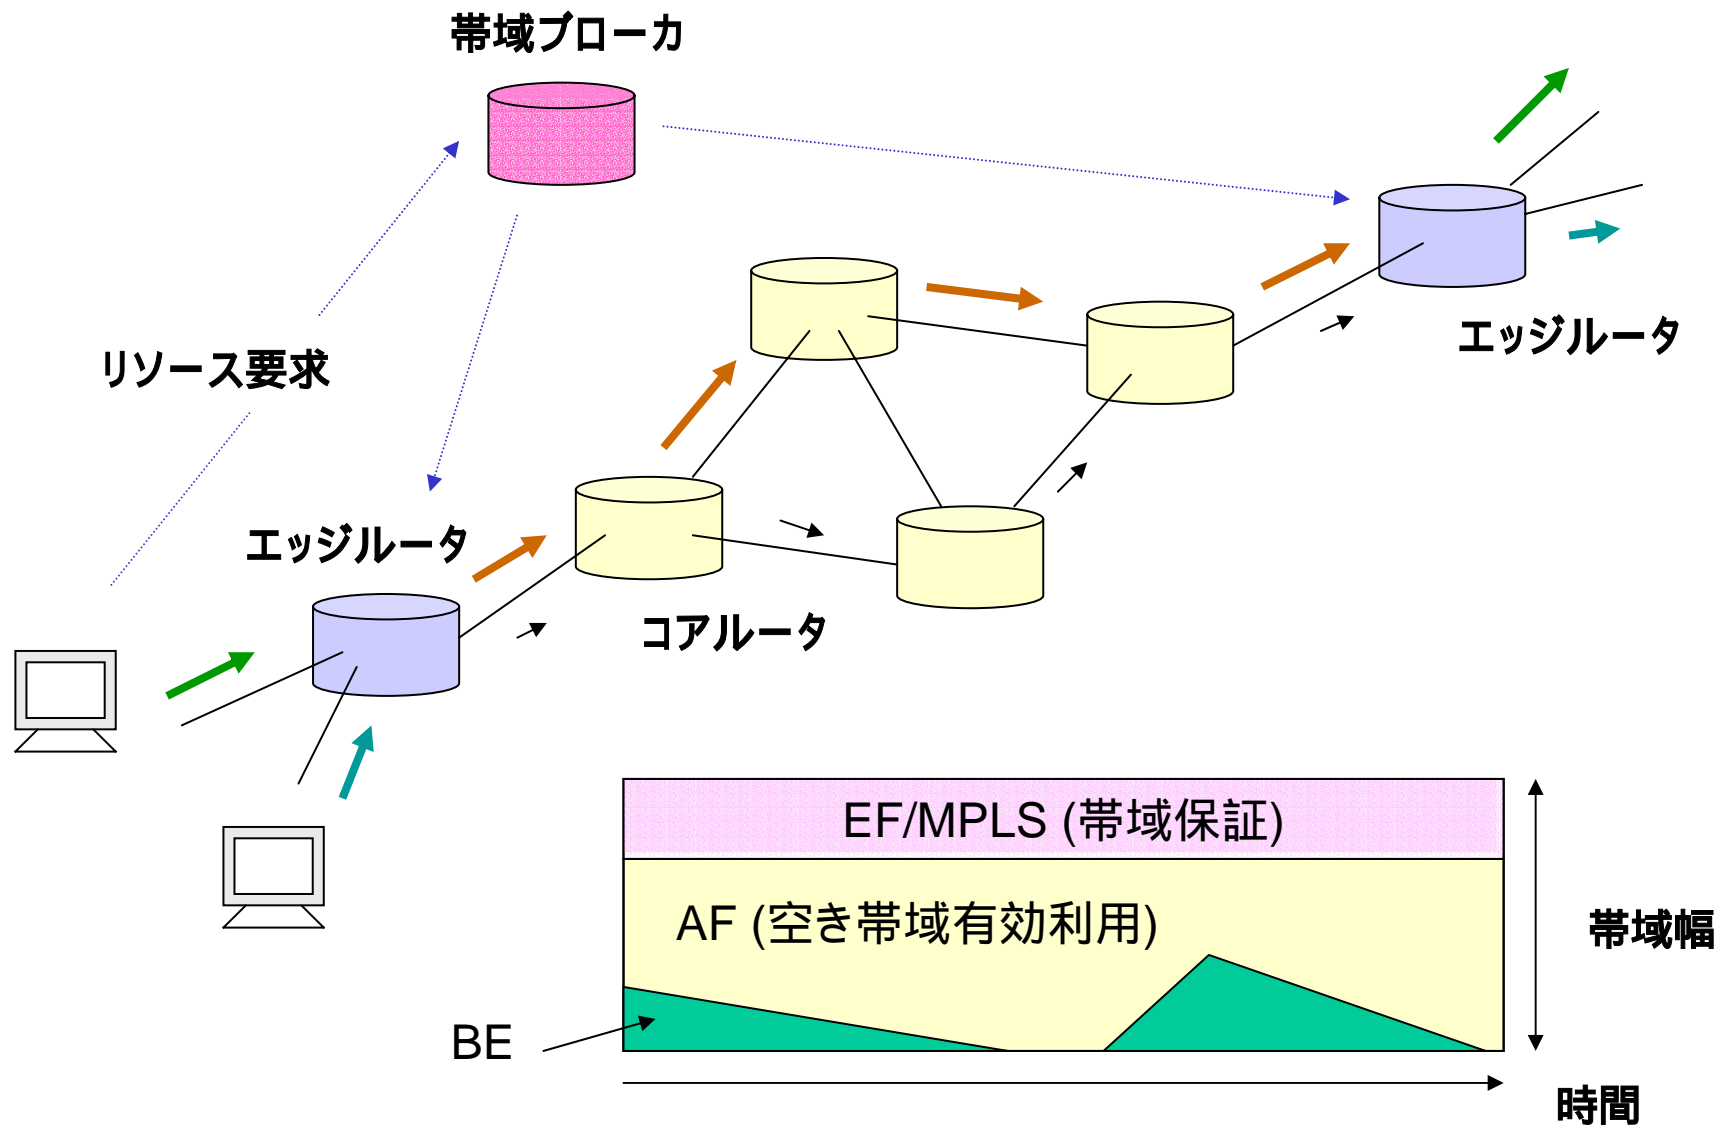 帯域ブローカ
リソース要求
エッジルータ
エッジルータ
コアルータ
EF/MPLS (帯域保証)
AF (空き帯域有効利用)
帯域幅
BE
時間